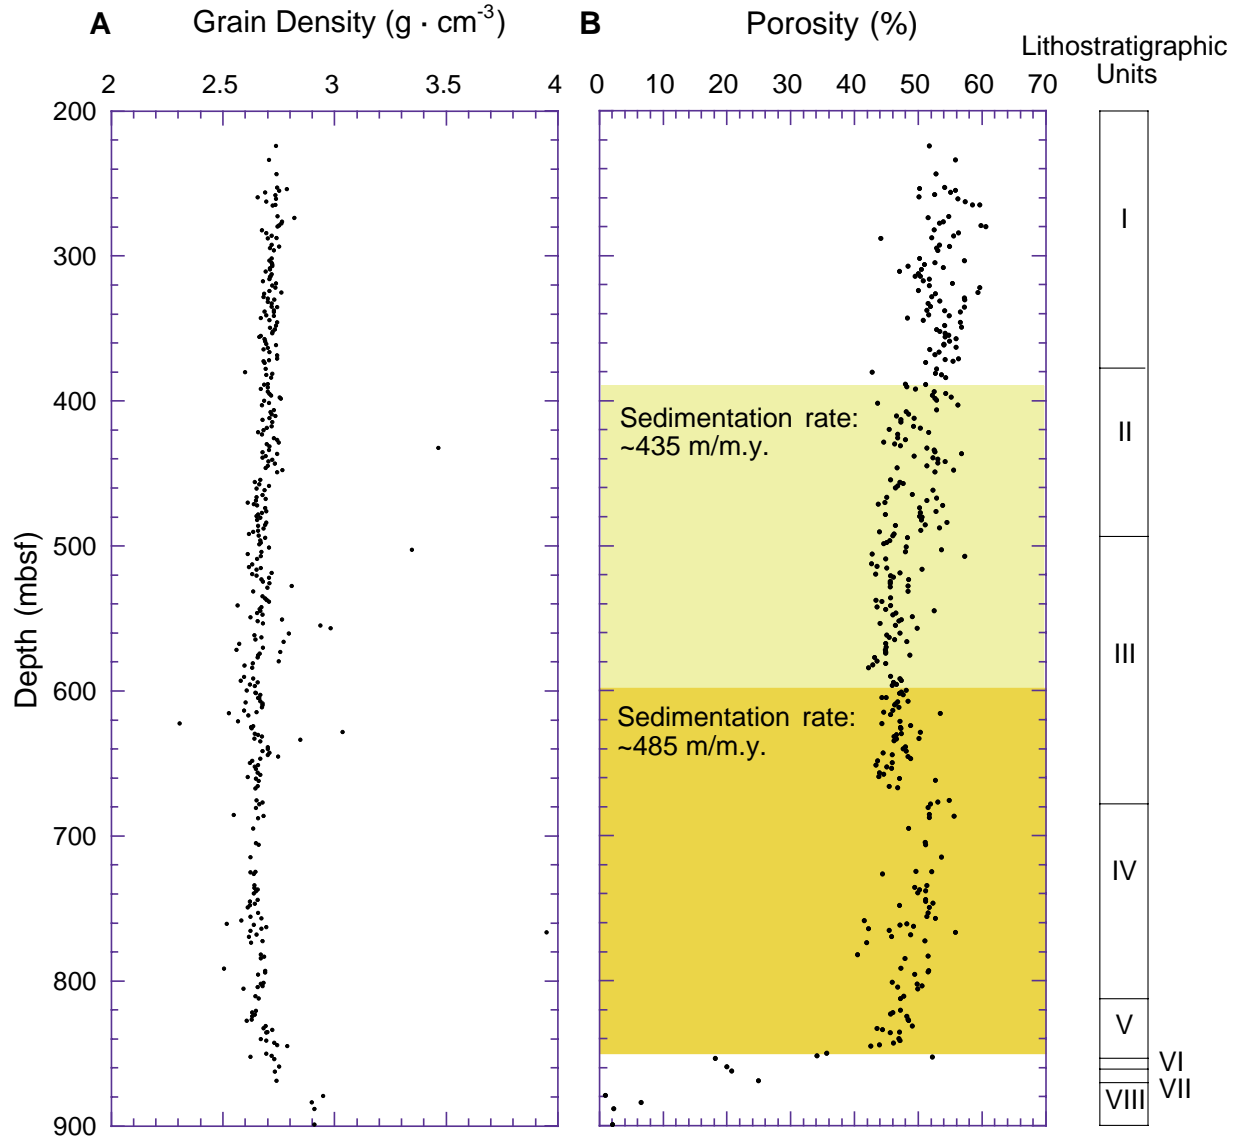 A Grain Density (g · cm-3)
B Porosity (%)
Lithostratigraphic
Units
2 2.5 3 3.5 4
0 10 20 30 40 50 60 70
200
300
400
500
600
700
800
900
Depth (mbsf)
Sedimentation rate:
~435 m/m.y.
Sedimentation rate:
~485 m/m.y.
I
II
III
IV
V
VI
VII
VIII